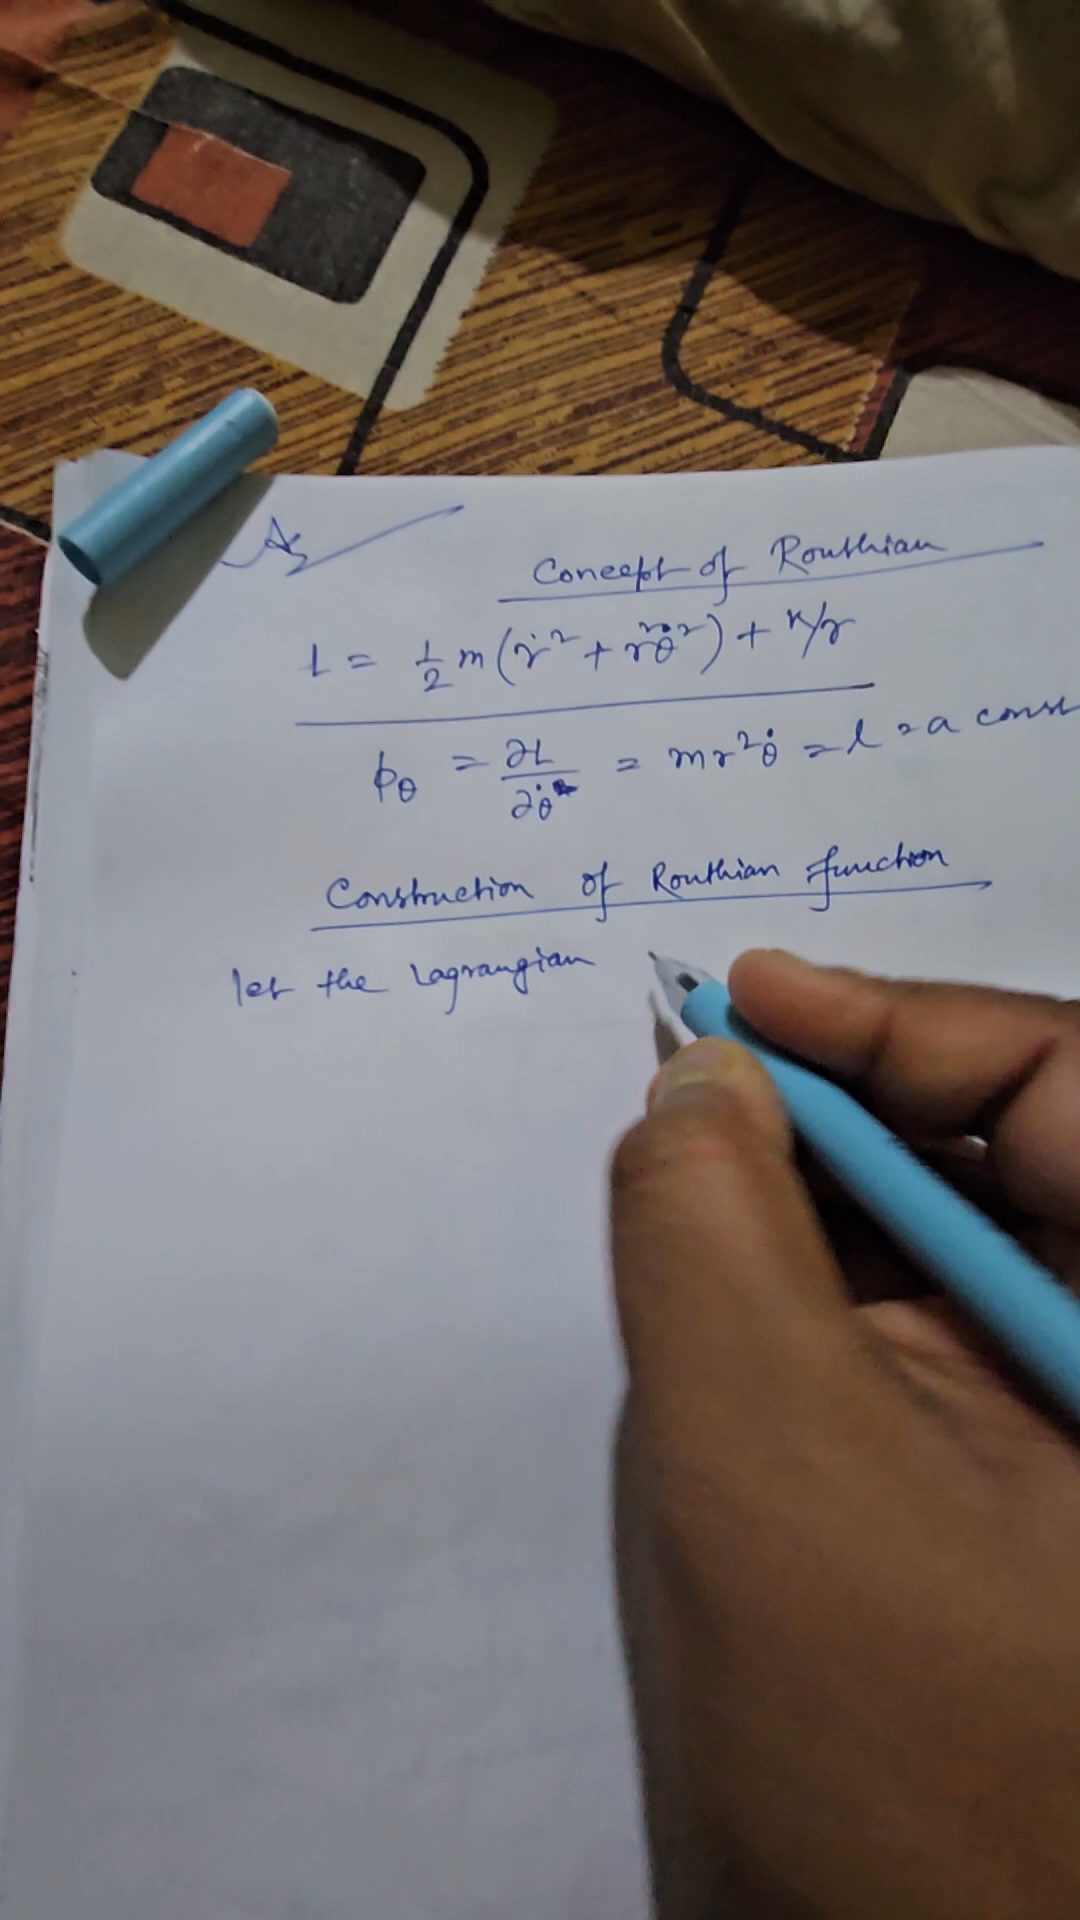 Concept of Routhian
L = 1/2 m (ṙ² + r²θ̇²) + K/r
pθ = ∂L/∂θ̇ = mr²θ̇ = l = a const
Construction of Routhian function
let the Lagrangian